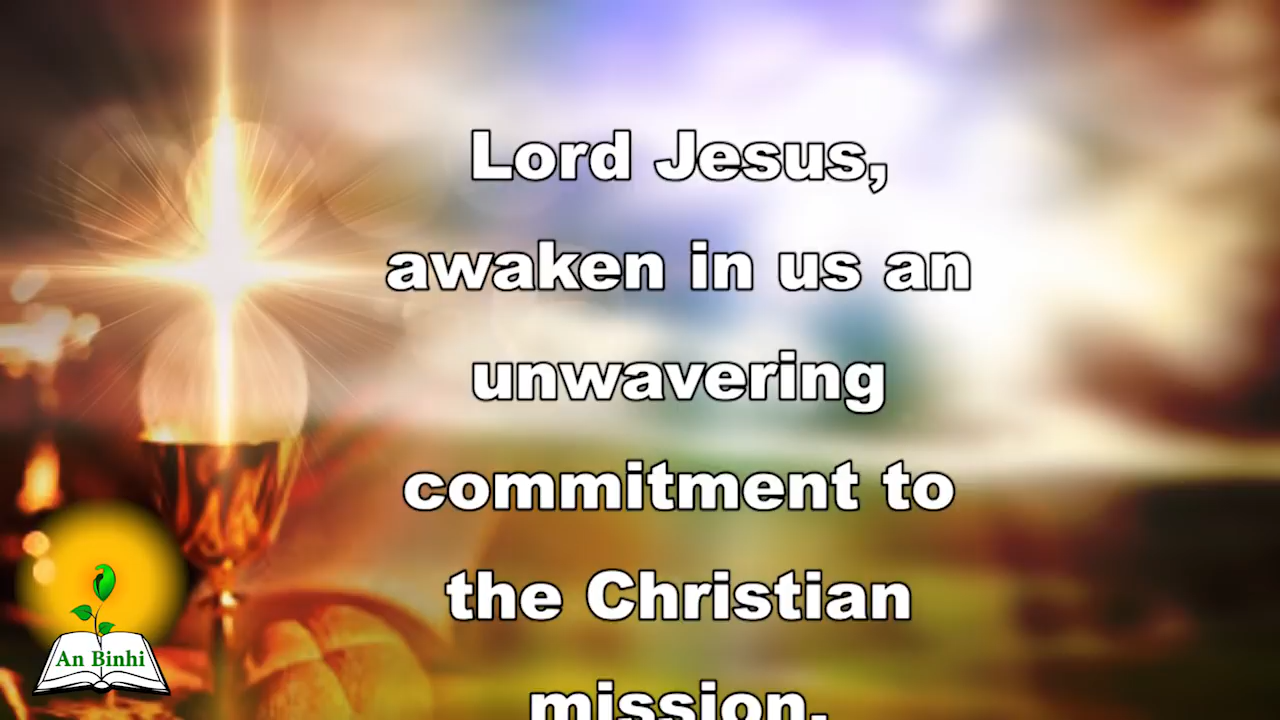 Lord Jesus,
awaken in us an
unwavering
commitment to
the Christian
mission.
An Binhi